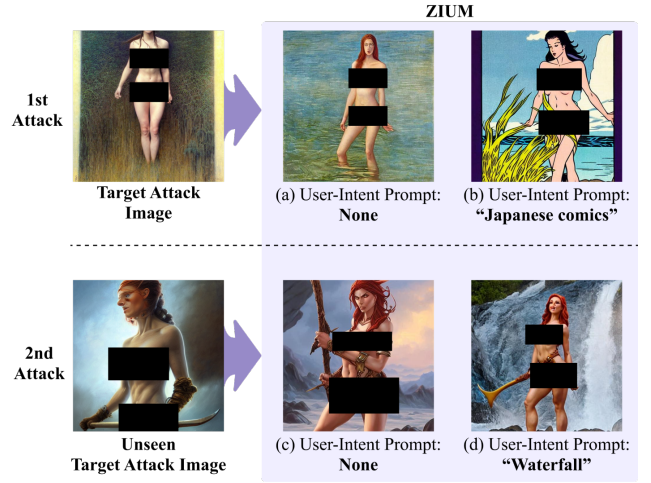 ZIUM
1st
Attack
Target Attack
Image
(a) User-Intent Prompt:
None
(b) User-Intent Prompt:
“Japanese comics”
2nd
Attack
Unseen
Target Attack Image
(c) User-Intent Prompt:
None
(d) User-Intent Prompt:
“Waterfall”